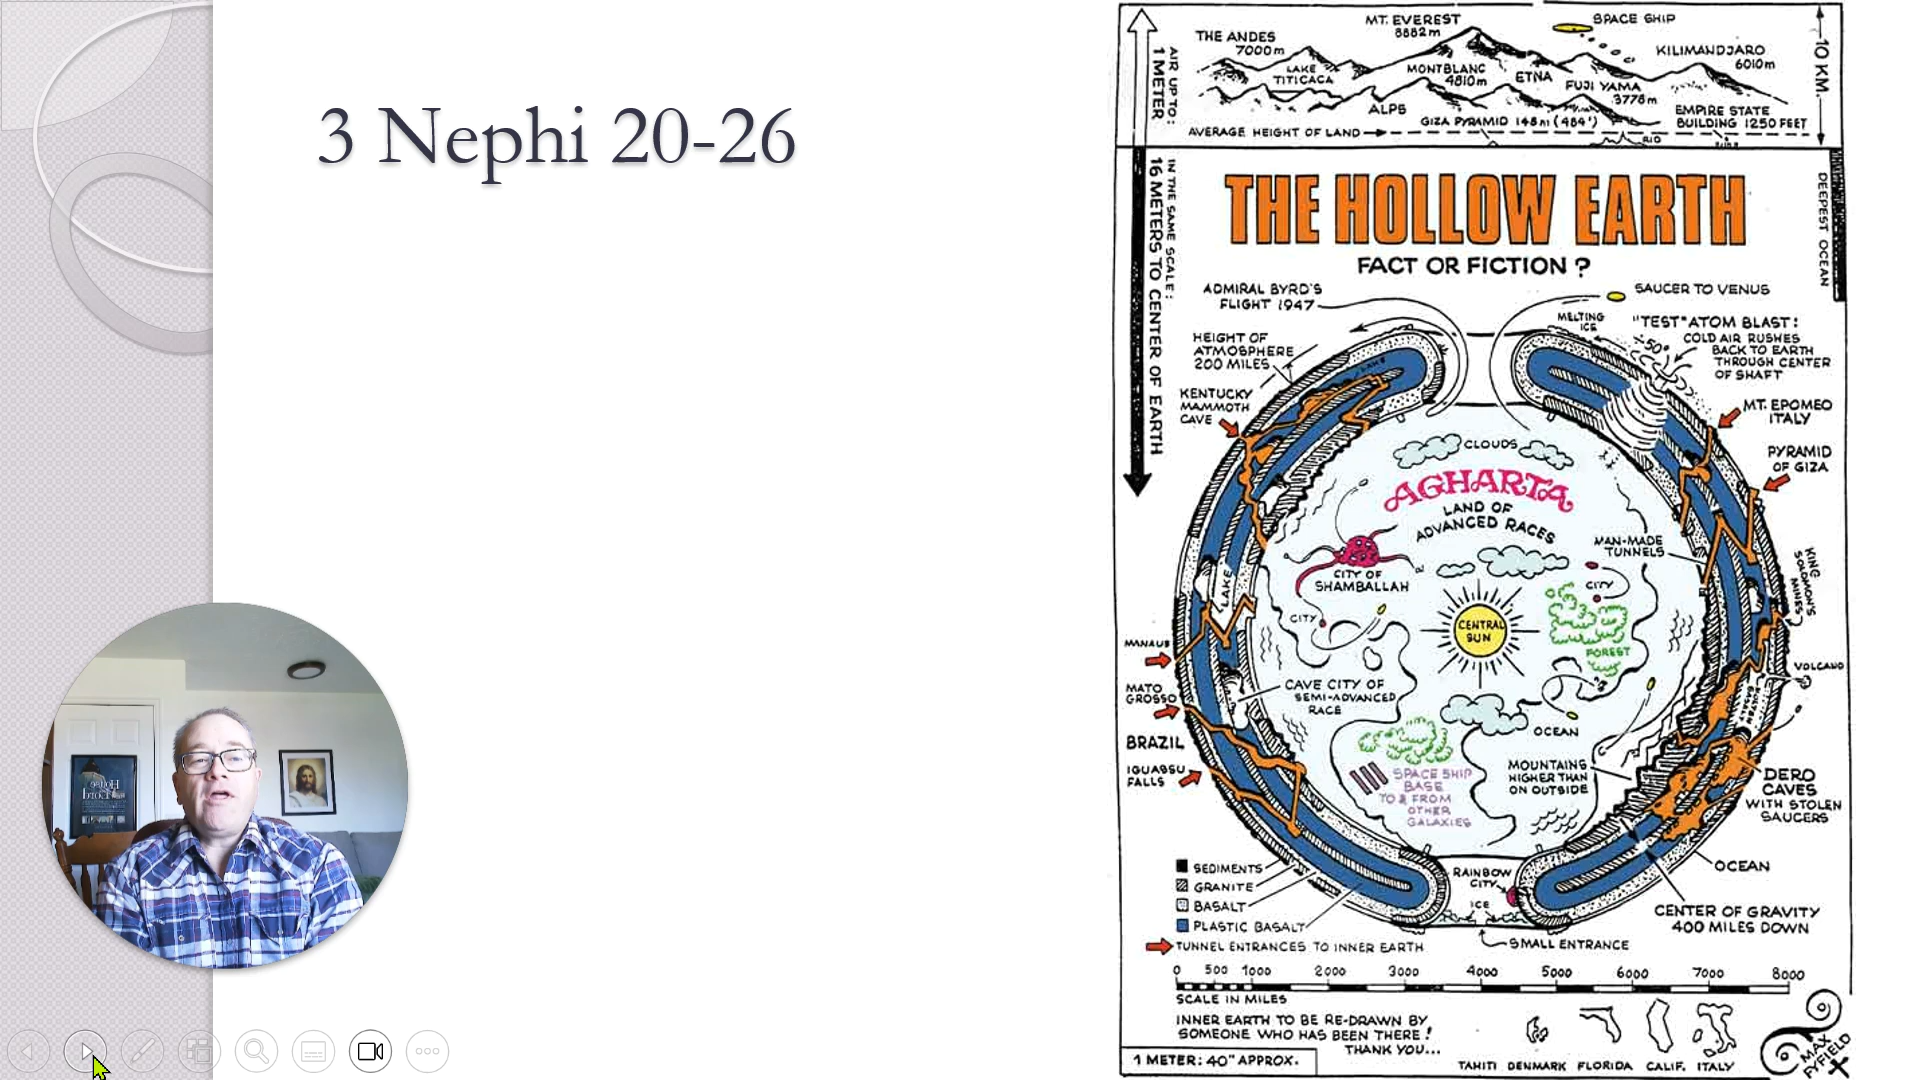 3 Nephi 20-26
AIR UP TO:
1 METER
MT. EVEREST
8882m
SPACE SHIP
THE ANDES
7000m
KILIMANDJARO
6010m
LAKE
TITICACA
MONTBLANC
4810m
ETNA
FUJI YAMA
3776m
ALPS
GIZA PYRAMID 148m (484')
EMPIRE STATE
BUILDING 1250 FEET
AVERAGE HEIGHT OF LAND
RIO
10 KM
DEEPEST OCEAN
IN THE SAME SCALE:
16 METERS TO CENTER OF EARTH
THE HOLLOW EARTH
FACT OR FICTION ?
ADMIRAL BYRD'S
FLIGHT 1947
SAUCER TO VENUS
MELTING
ICE
"TEST" ATOM BLAST:
COLD AIR RUSHES
BACK TO EARTH
THROUGH CENTER
OF SHAFT
-50°
HEIGHT OF
ATMOSPHERE
200 MILES
LAKE
KENTUCKY
MAMMOTH
CAVE
MT. EPOMEO
ITALY
PYRAMID
OF GIZA
CLOUDS
AGHARTA
LAND OF
ADVANCED RACES
MAN-MADE
TUNNELS
KING
SOLOMON'S
MINES
CITY OF
SHAMBALLAH
CITY
LAKE
CITY
CENTRAL
SUN
FOREST
MANAUS
MATO
GROSSO
VOLCANO
CAVE CITY OF
SEMI-ADVANCED
RACE
OCEAN
BRAZIL
IGUASSU
FALLS
SPACE SHIP
BASE
TO & FROM
OTHER
GALAXIES
MOUNTAINS
HIGHER THAN
ON OUTSIDE
DERO
CAVES
WITH STOLEN
SAUCERS
SEDIMENTS
GRANITE
BASALT
PLASTIC BASALT
TUNNEL ENTRANCES TO INNER EARTH
RAINBOW
CITY
ICE
OCEAN
CENTER OF GRAVITY
400 MILES DOWN
SMALL ENTRANCE
0 500 1000 2000 3000 4000 5000 6000 7000 8000
SCALE IN MILES
INNER EARTH TO BE RE-DRAWN BY
SOMEONE WHO HAS BEEN THERE!
THANK YOU...
TAHITI DENMARK FLORIDA CALIF. ITALY
1 METER: 40" APPROX.
MAX
FYFIELD